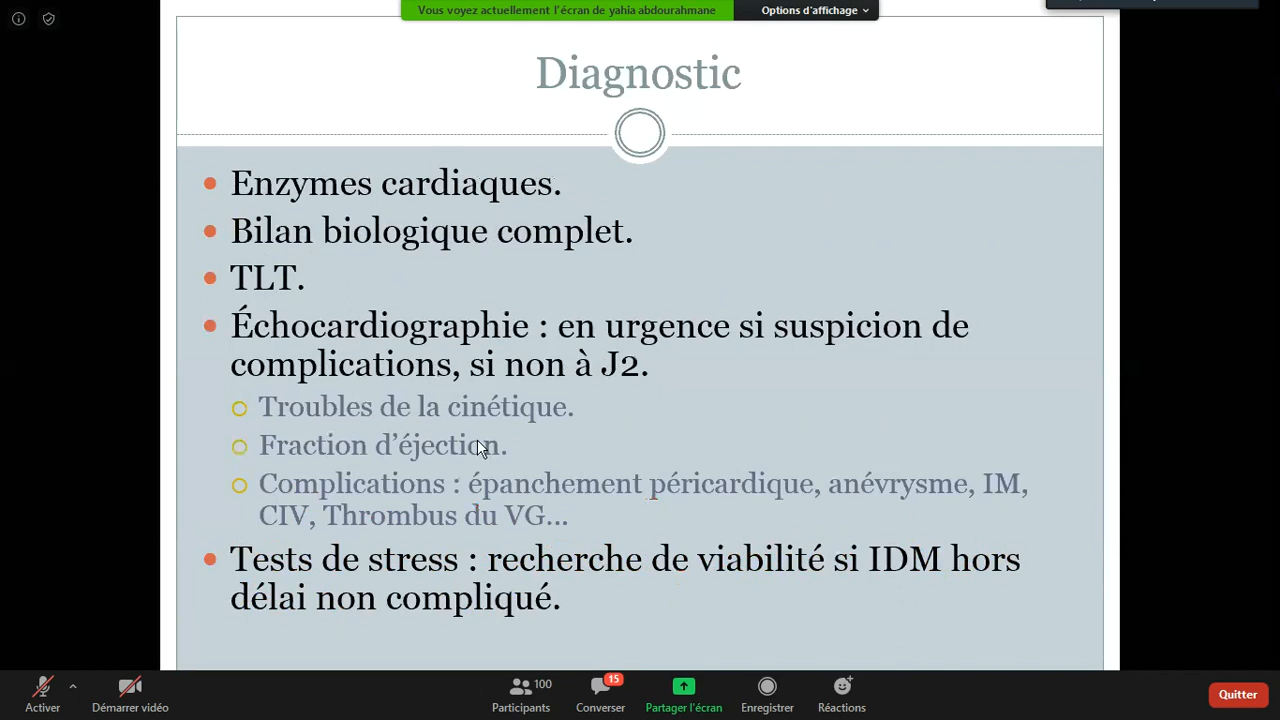 Vous voyez actuellement l'écran de yahia abdourahmane
Options d'affichage
Diagnostic
Enzymes cardiaques.
Bilan biologique complet.
TLT.
Échocardiographie : en urgence si suspicion de
complications, si non à J2.
Troubles de la cinétique.
Fraction d'éjection.
Complications : épanchement péricardique, anévrysme, IM,
CIV, Thrombus du VG...
Tests de stress : recherche de viabilité si IDM hors
délai non compliqué.
100
15
Activer
Démarrer vidéo
Participants
Converser
Partager l'écran
Enregistrer
Réactions
Quitter